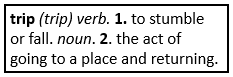 trip (trip) verb. 1. to stumble
or fall. noun. 2. the act of
going to a place and returning.